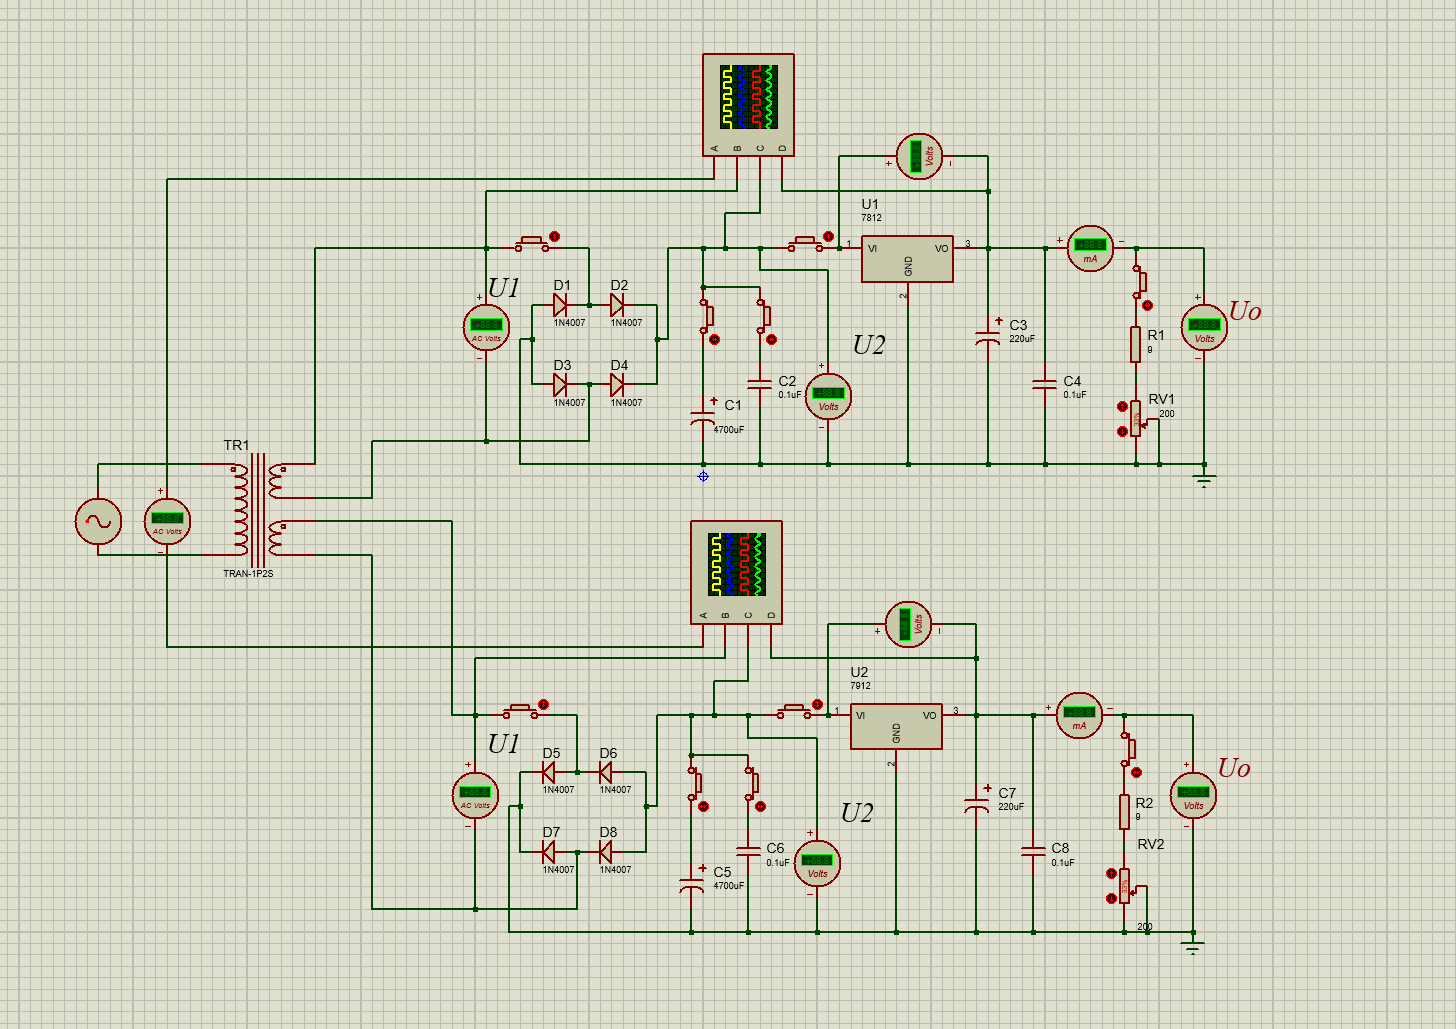 A B C D
Volts
+
U1
7812
1 VI VO 3
GND
2
mA
+ -
U1
+
AC Volts
-
D1 D2
1N4007 1N4007
D3 D4
1N4007 1N4007
C1
4700uF
C2
0.1uF
U2
+
Volts
-
C3
220uF
C4
0.1uF
R1
9
RV1
200
33%
Uo
+
Volts
-
TR1
TRAN-1P2S
+
AC Volts
-
A B C D
Volts
+
U2
7912
1 VI VO 3
GND
2
mA
+ -
U1
+
AC Volts
-
D5 D6
1N4007 1N4007
D7 D8
1N4007 1N4007
C5
4700uF
C6
0.1uF
U2
+
Volts
-
C7
220uF
C8
0.1uF
R2
9
RV2
33%
200
Uo
+
Volts
-